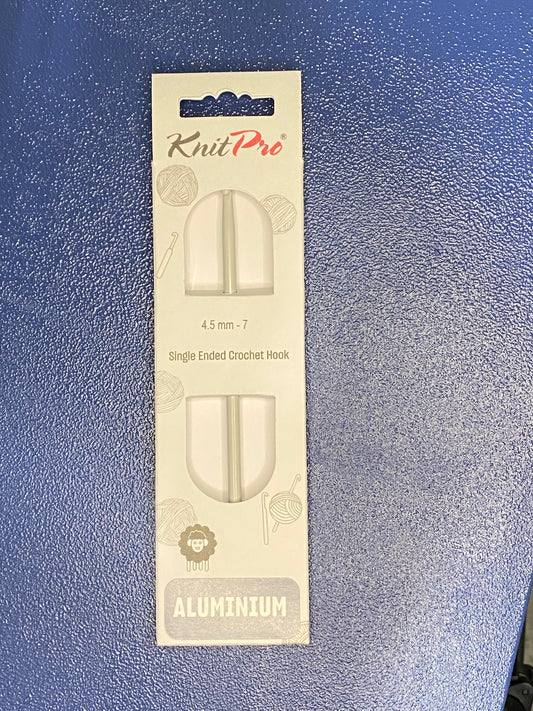 KnitPro®
4.5 mm - 7
Single Ended Crochet Hook
ALUMINIUM